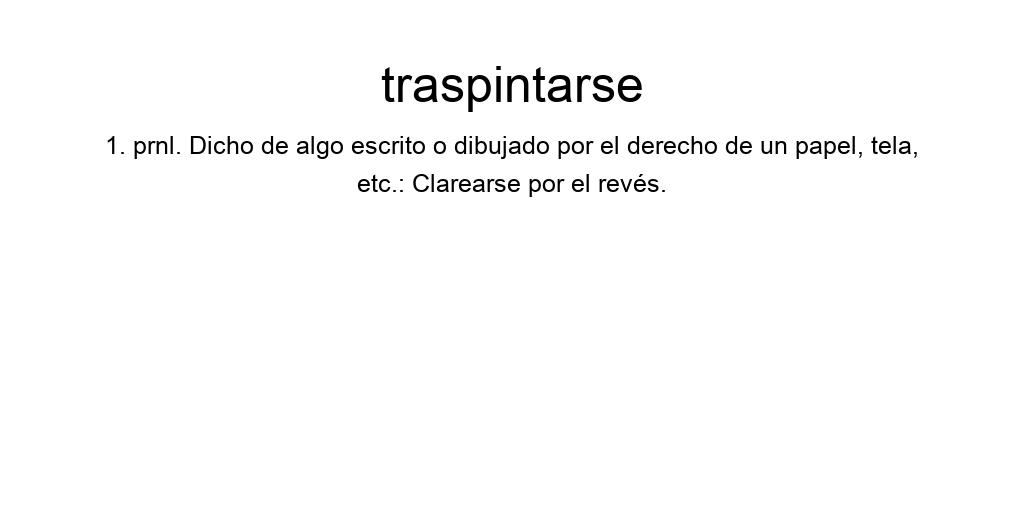 traspintarse
1. prnl. Dicho de algo escrito o dibujado por el derecho de un papel, tela,
etc.: Clarearse por el revés.